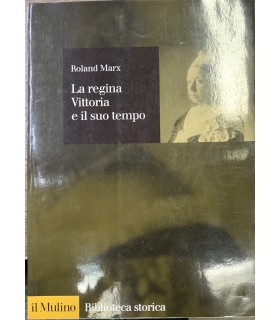 Roland Marx
La regina
Vittoria
e il suo tempo
il Mulino
Biblioteca storica